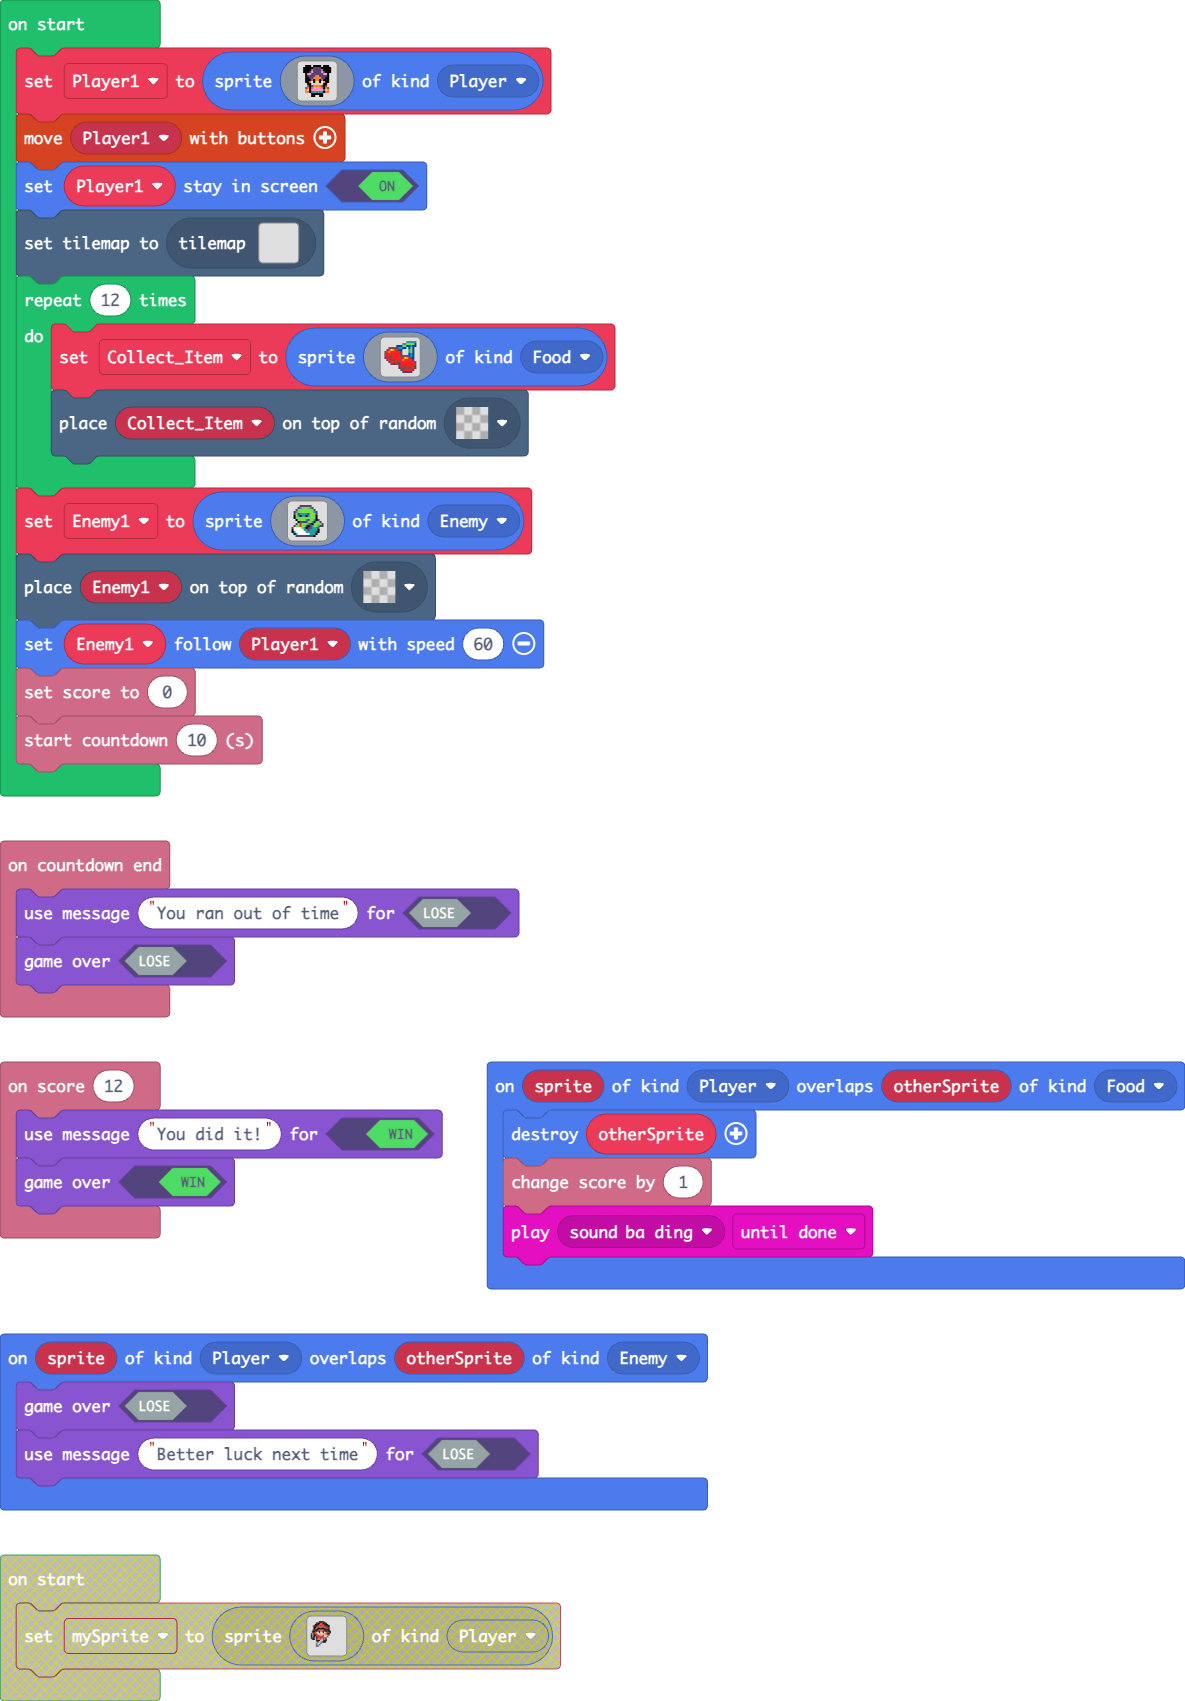 on start
set Player1 to sprite of kind Player
move Player1 with buttons
set Player1 stay in screen ON
set tilemap to tilemap
repeat 12 times
do
set Collect_Item to sprite of kind Food
place Collect_Item on top of random
set Enemy1 to sprite of kind Enemy
place Enemy1 on top of random
set Enemy1 follow Player1 with speed 60
set score to 0
start countdown 10 (s)
on countdown end
use message "You ran out of time" for LOSE
game over LOSE
on score 12
use message "You did it!" for WIN
game over WIN
on sprite of kind Player overlaps otherSprite of kind Food
destroy otherSprite
change score by 1
play sound ba ding until done
on sprite of kind Player overlaps otherSprite of kind Enemy
game over LOSE
use message "Better luck next time" for LOSE
on start
set mySprite to sprite of kind Player